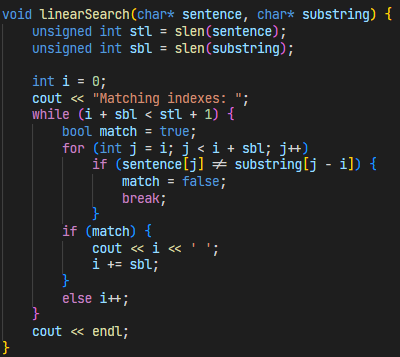 void linearSearch(char* sentence, char* substring) {
    unsigned int stl = slen(sentence);
    unsigned int sbl = slen(substring);

    int i = 0;
    cout << "Matching indexes: ";
    while (i + sbl < stl + 1) {
        bool match = true;
        for (int j = i; j < i + sbl; j++)
            if (sentence[j] != substring[j - i]) {
                match = false;
                break;
            }
        if (match) {
            cout << i << ' ';
            i += sbl;
        }
        else i++;
    }
    cout << endl;
}